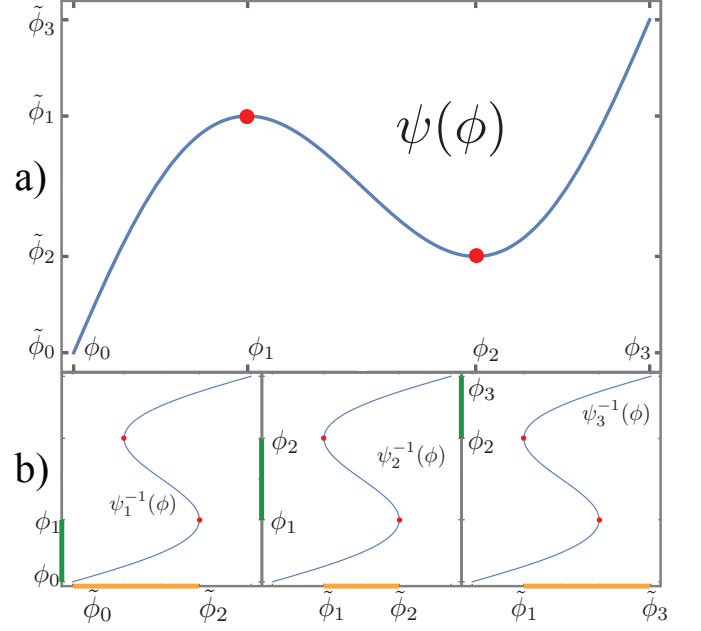 ϕ̃₃
ϕ̃₁
ψ(ϕ)
a)
ϕ̃₂
ϕ̃₀
ϕ₀ ϕ₁ ϕ₂ ϕ₃
b)
ϕ₁
ϕ₀
ψ₁⁻¹(ϕ)
ϕ̃₀ ϕ̃₂
ϕ₂
ϕ₁
ψ₂⁻¹(ϕ)
ϕ̃₁ ϕ̃₂
ϕ₃
ϕ₂
ψ₃⁻¹(ϕ)
ϕ̃₁ ϕ̃₃